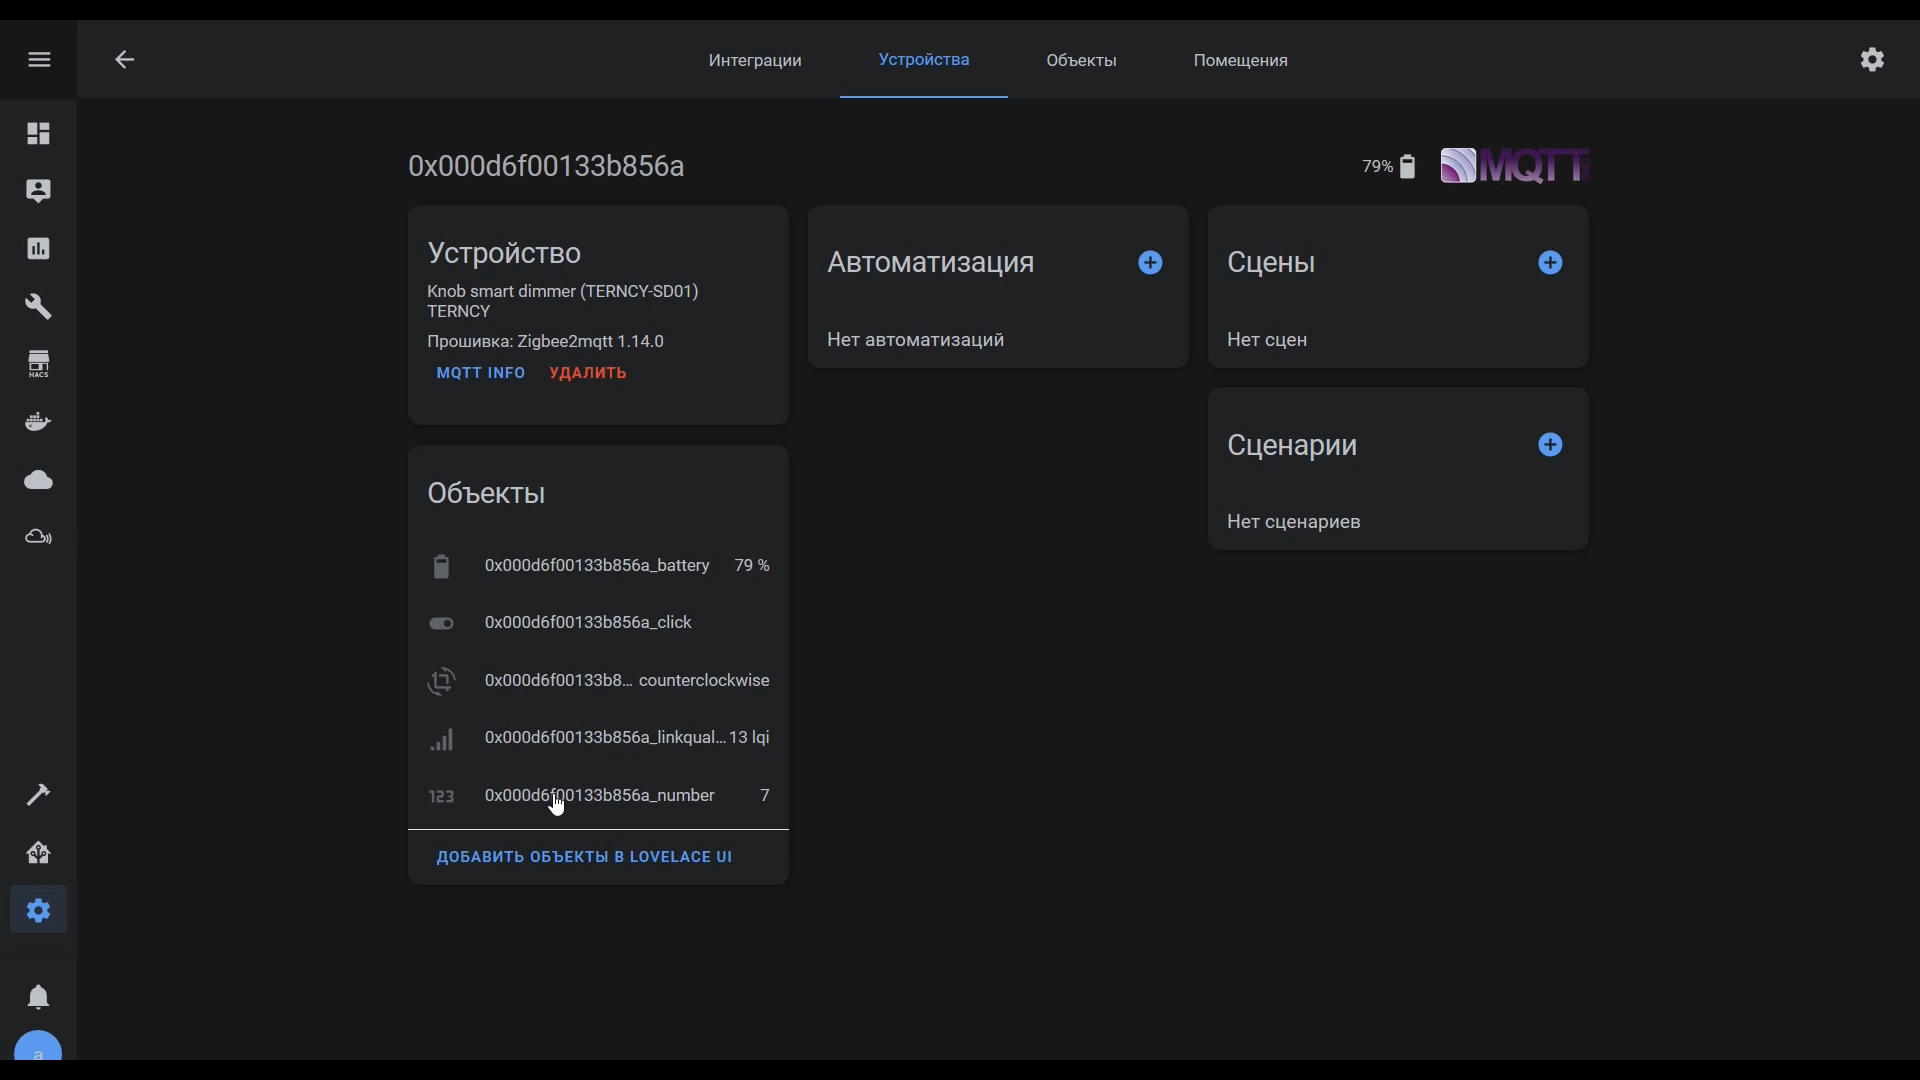 Интеграции
Устройства
Объекты
Помещения
0x000d6f00133b856a
79%
MQTT
Устройство
Knob smart dimmer (TERNCY-SD01)
TERNCY
Прошивка: Zigbee2mqtt 1.14.0
MQTT INFO УДАЛИТЬ
Автоматизация
Нет автоматизаций
Сцены
Нет сцен
Сценарии
Нет сценариев
Объекты
0x000d6f00133b856a_battery 79 %
0x000d6f00133b856a_click
0x000d6f00133b8... counterclockwise
0x000d6f00133b856a_linkqual... 13 lqi
123 0x000d6f00133b856a_number 7
ДОБАВИТЬ ОБЪЕКТЫ В LOVELACE UI
HACS
a